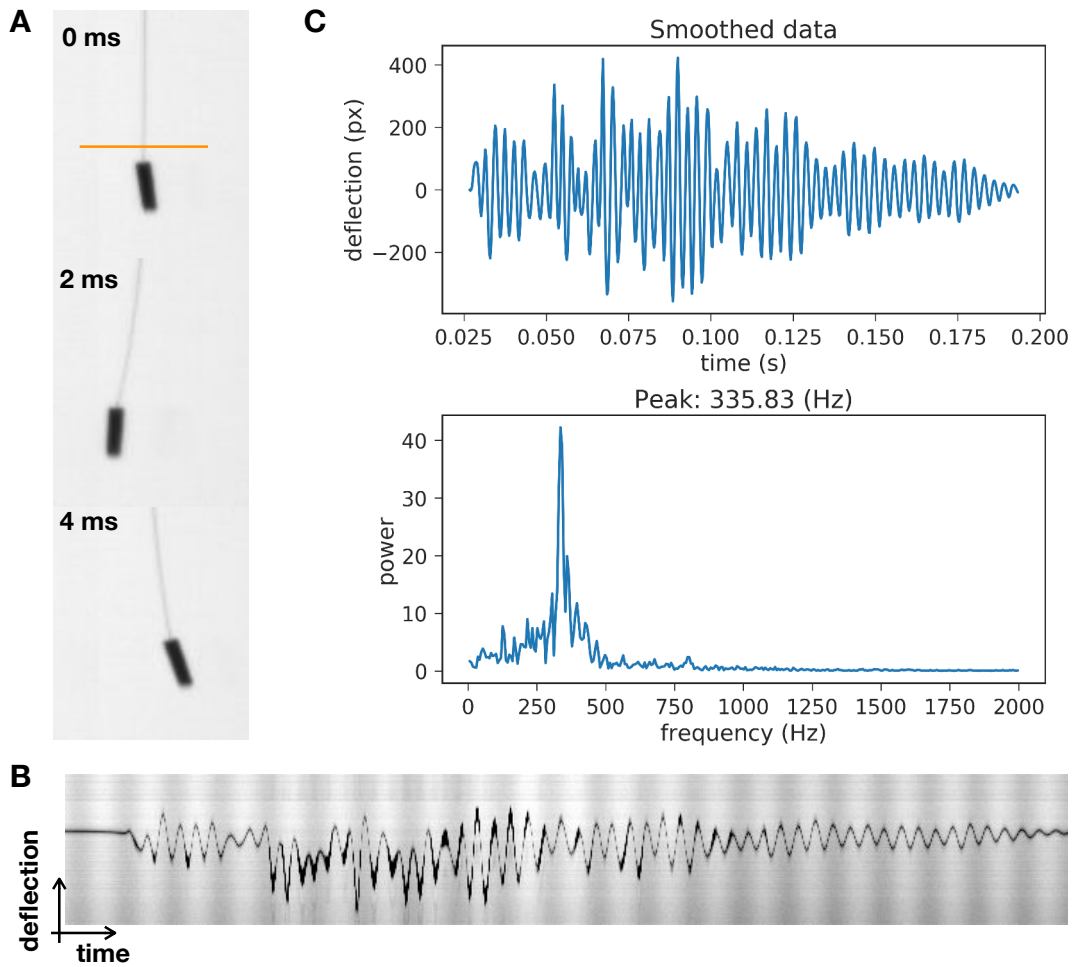 A
0 ms
2 ms
4 ms
C
Smoothed data
400
200
0
−200
deflection (px)
0.025 0.050 0.075 0.100 0.125 0.150 0.175 0.200
time (s)
Peak: 335.83 (Hz)
40
30
20
10
0
power
0 250 500 750 1000 1250 1500 1750 2000
frequency (Hz)
B
deflection
time